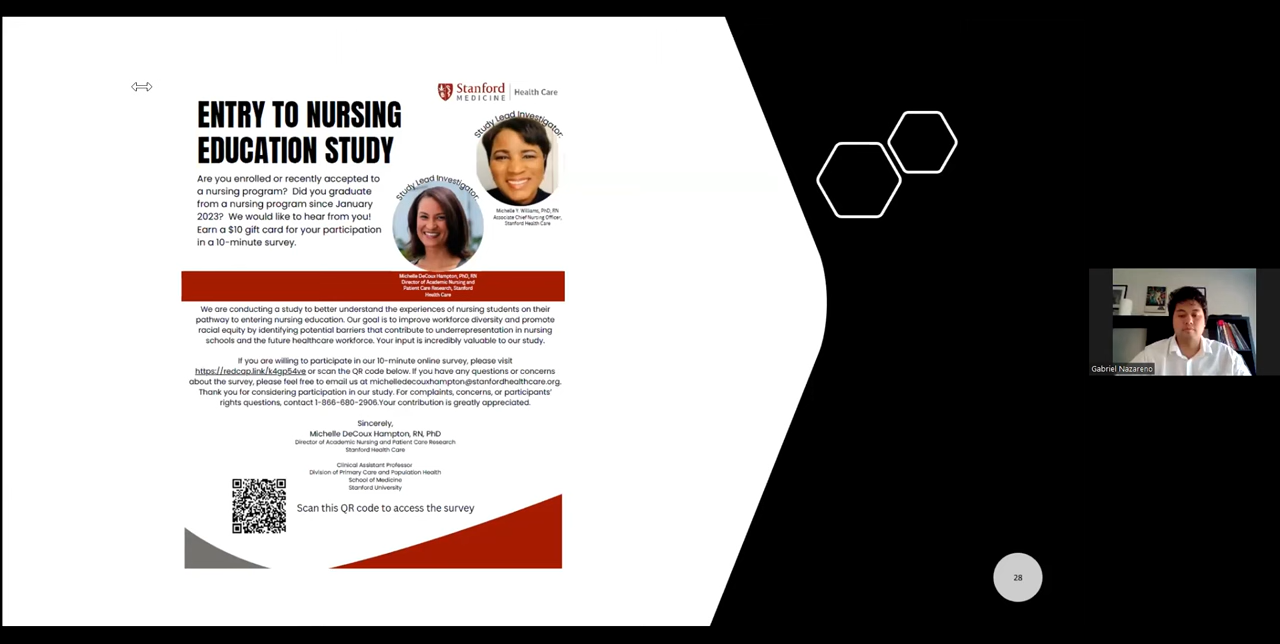 Stanford
MEDICINE
Health Care
ENTRY TO NURSING
EDUCATION STUDY
Study Lead Investigator
Are you enrolled or recently accepted to
a nursing program? Did you graduate
from a nursing program since January
2023? We would like to hear from you!
Earn a $10 gift card for your participation
in a 10-minute survey.
Study Lead Investigator
Michelle Y. Williams, PhD, RN
Associate Chief Nursing Officer,
Stanford Health Care
Michelle DeCoux Hampton, PhD, RN
Director of Academic Nursing and
Patient Care Research, Stanford
Health Care
We are conducting a study to better understand the experiences of nursing students on their
pathway to entering nursing education. Our goal is to improve workforce diversity and promote
racial equity by identifying potential barriers that contribute to underrepresentation in nursing
schools and the future healthcare workforce. Your input is incredibly valuable to our study.
If you are willing to participate in our 10-minute online survey, please visit
https://redcap.link/k4gp54ve or scan the QR code below. If you have any questions or concerns
about the survey, please feel free to email us at michelledecouxhampton@stanfordhealthcare.org.
Thank you for considering participation in our study. For complaints, concerns, or participants'
rights questions, contact 1-866-680-2906.Your contribution is greatly appreciated.
Sincerely,
Michelle DeCoux Hampton, RN, PhD
Director of Academic Nursing and Patient Care Research
Stanford Health Care
Clinical Assistant Professor
Division of Primary Care and Population Health
School of Medicine
Stanford University
Scan this QR code to access the survey
Gabriel Nazareno
28